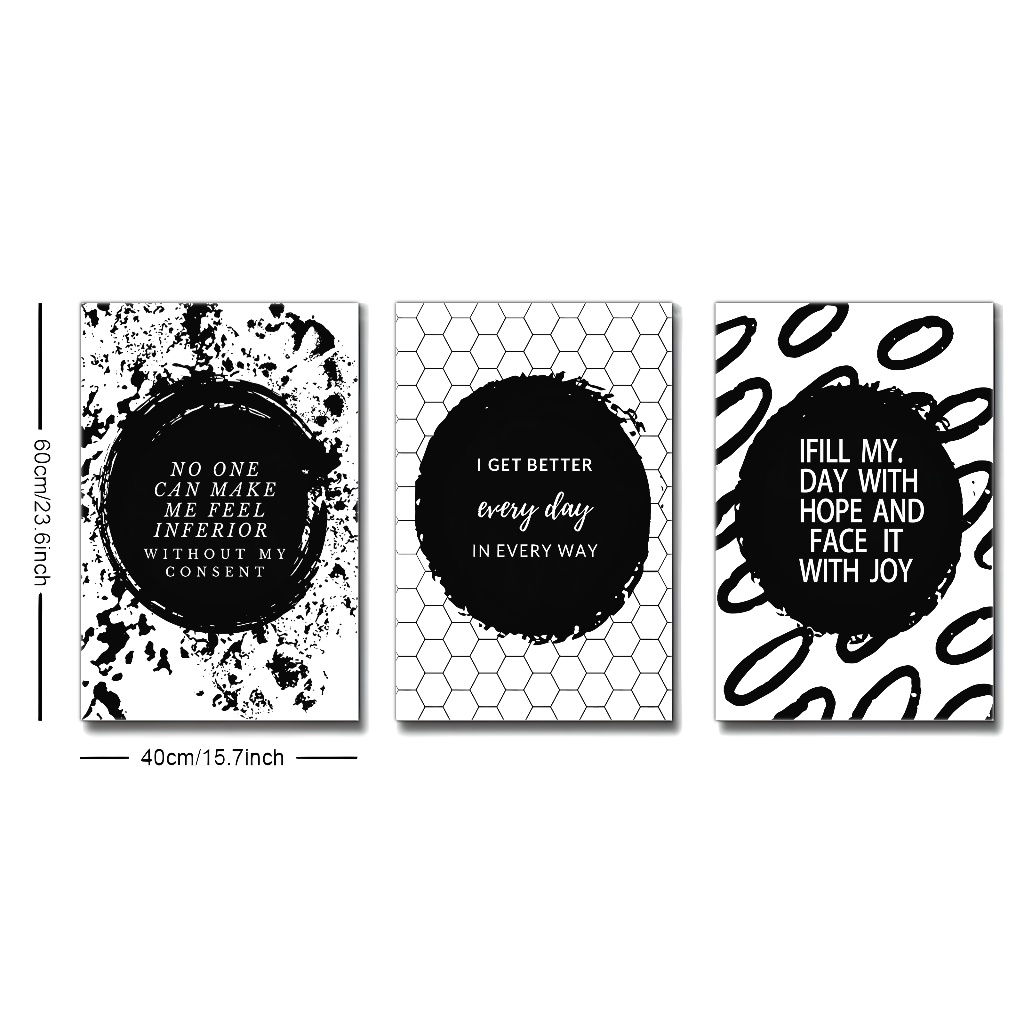 60cm/23.6inch
NO ONE
CAN MAKE
ME FEEL
INFERIOR
WITHOUT MY
CONSENT
I GET BETTER
every day
IN EVERY WAY
IFILL MY.
DAY WITH
HOPE AND
FACE IT
WITH JOY
40cm/15.7inch